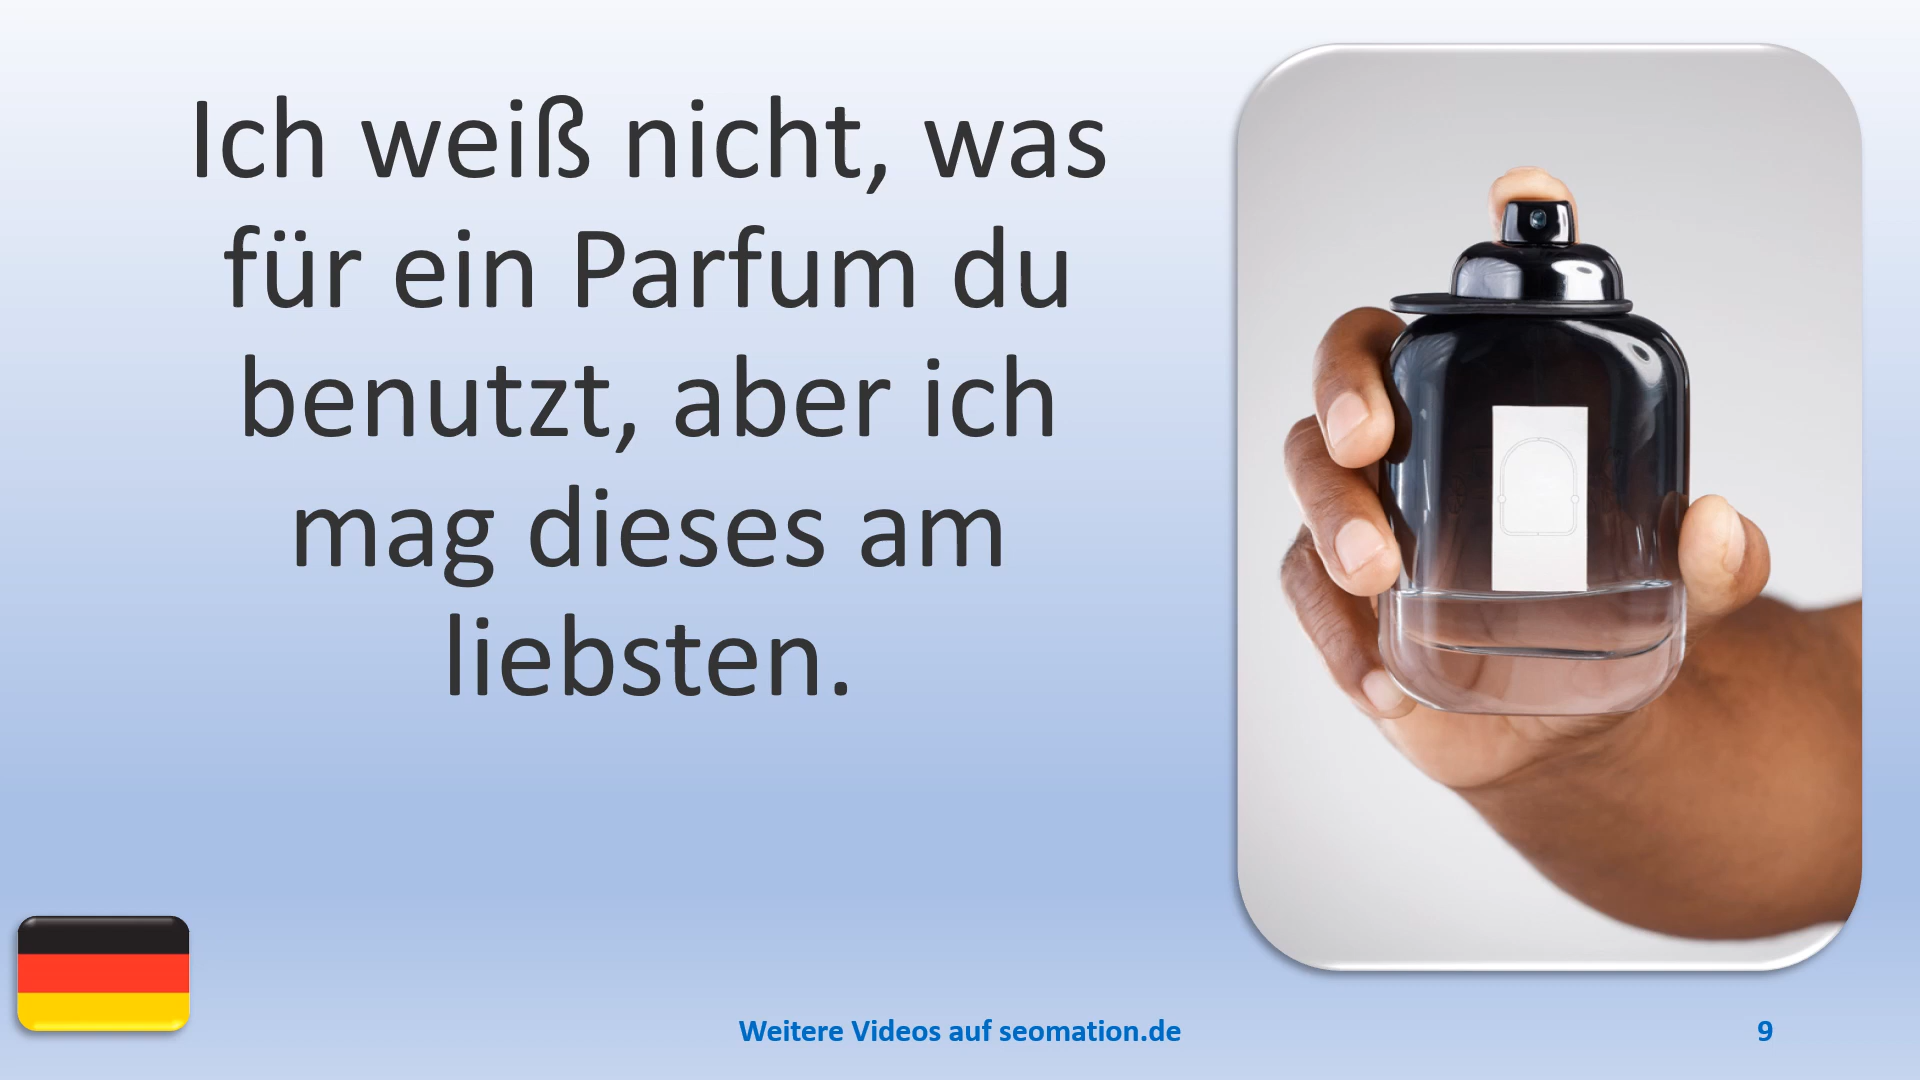 Ich weiß nicht, was
für ein Parfum du
benutzt, aber ich
mag dieses am
liebsten.
Weitere Videos auf seomation.de
9